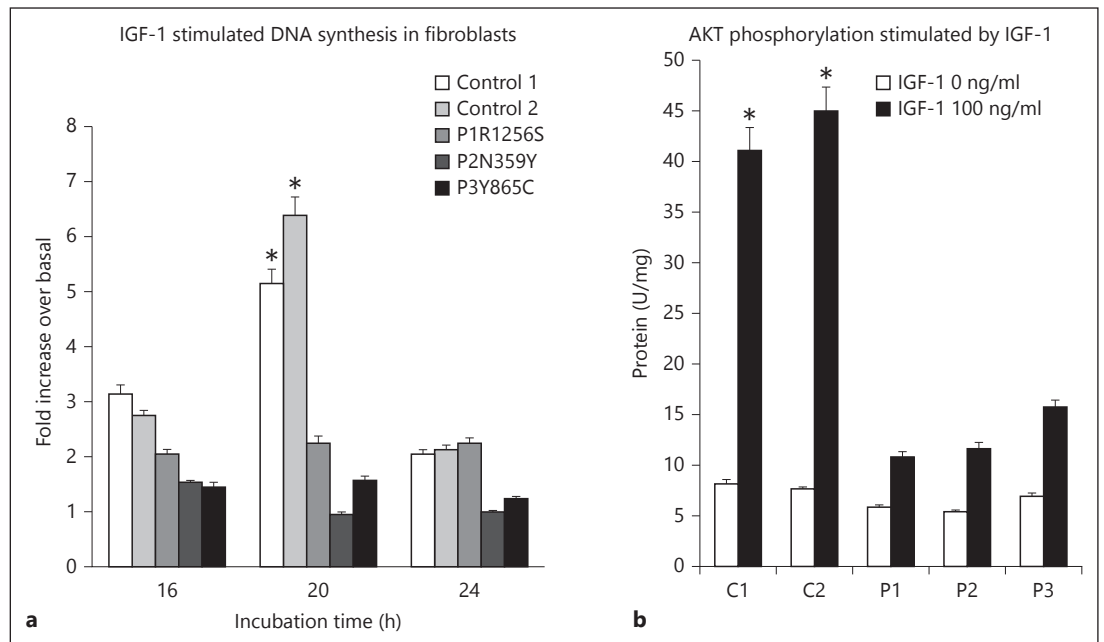 IGF-1 stimulated DNA synthesis in fibroblasts
Control 1
Control 2
P1R1256S
P2N359Y
P3Y865C
Fold increase over basal
8
7
6
5
4
3
2
1
0
*
*
16
20
24
Incubation time (h)
a
AKT phosphorylation stimulated by IGF-1
IGF-1 0 ng/ml
IGF-1 100 ng/ml
Protein (U/mg)
50
45
40
35
30
25
20
15
10
5
0
*
*
C1
C2
P1
P2
P3
b